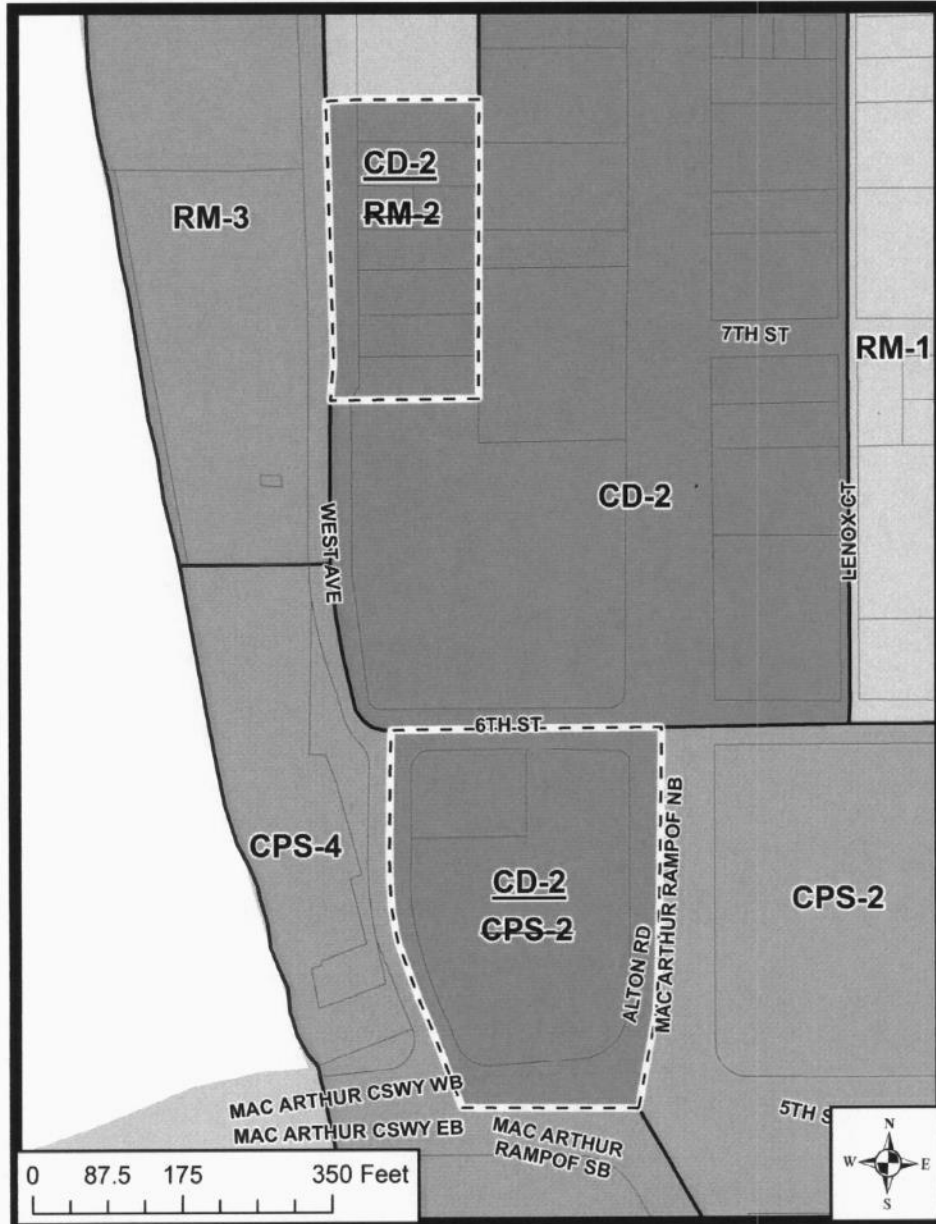 CD-2
RM-2
RM-3
7TH ST
RM-1
CD-2
WEST AVE
LENOX CT
6TH ST
CPS-4
CD-2
CPS-2
ALTON RD
MAC ARTHUR RAMPOF NB
CPS-2
MAC ARTHUR CSWY WB
MAC ARTHUR CSWY EB
MAC ARTHUR
RAMPOF SB
5TH S
0 87.5 175 350 Feet
N
W E
S